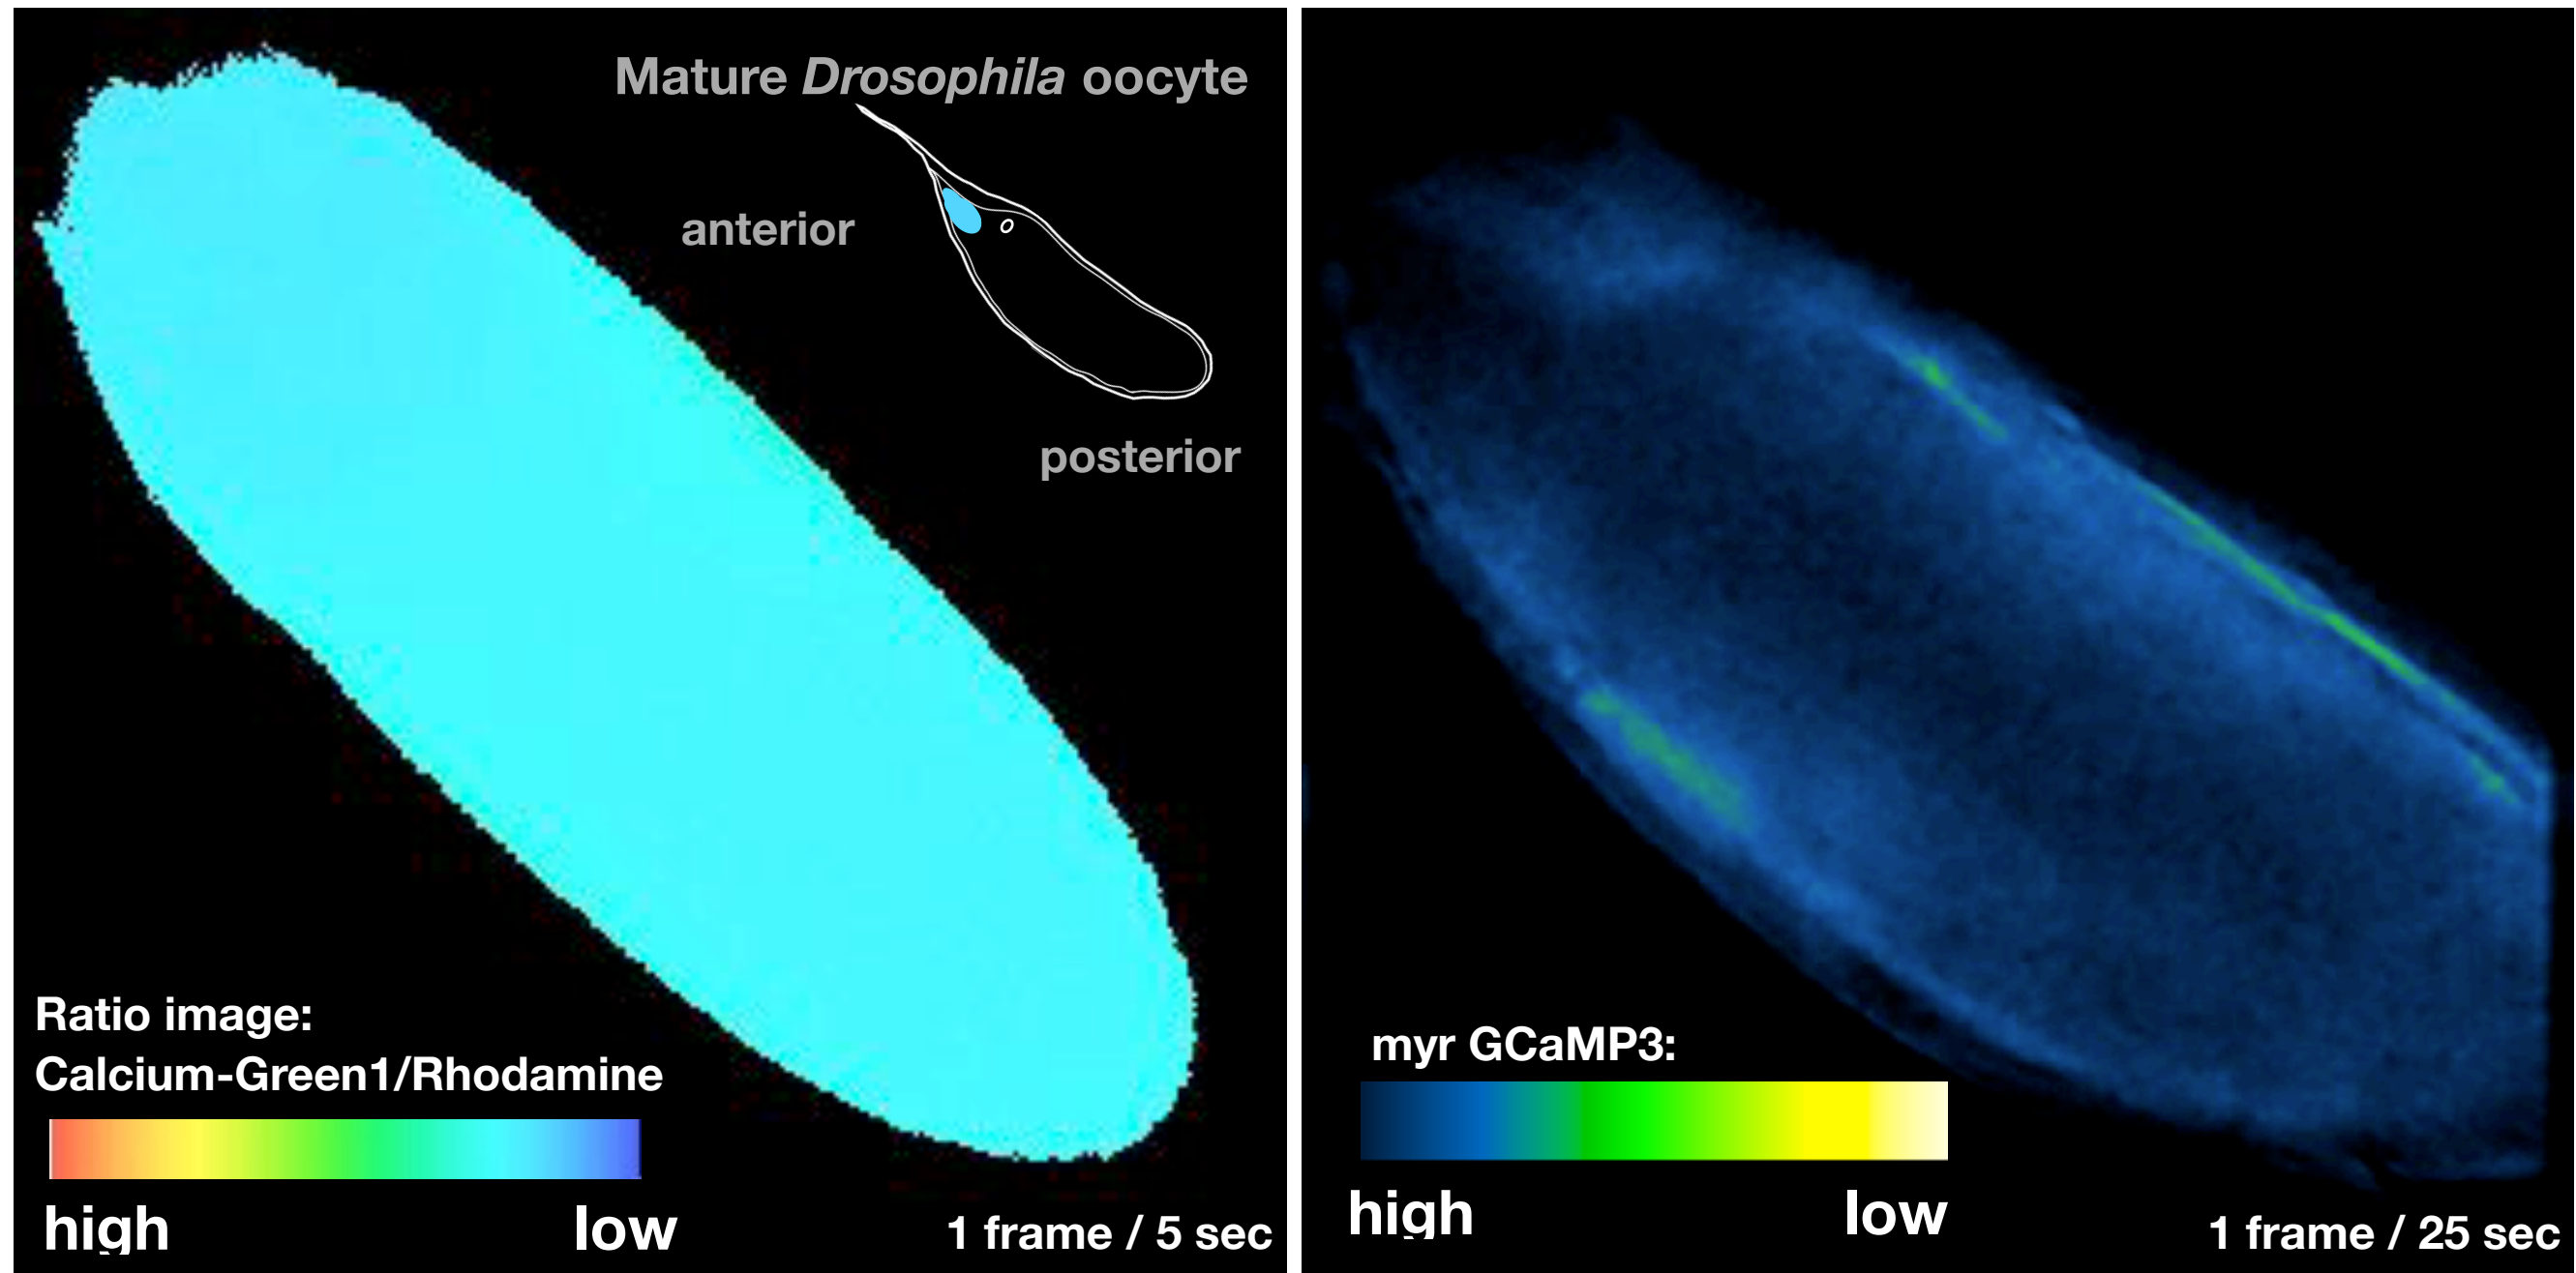 Mature Drosophila oocyte
anterior
posterior
Ratio image:
Calcium-Green1/Rhodamine
high low
1 frame / 5 sec
myr GCaMP3:
high low
1 frame / 25 sec